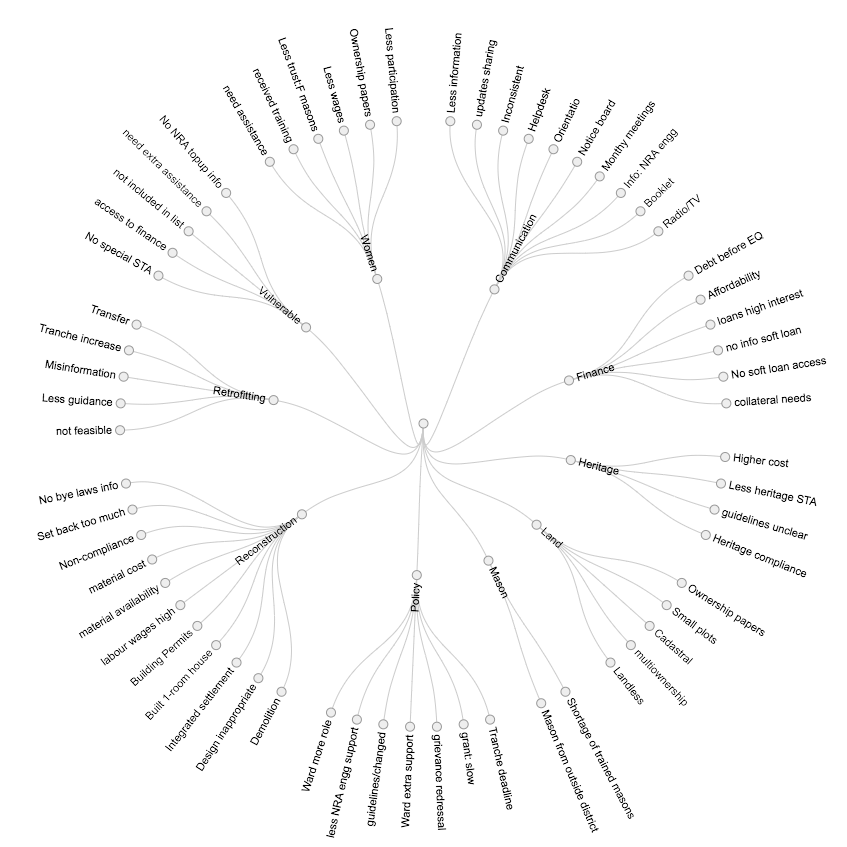 Communication
Less information
updates sharing
Inconsistent
Helpdesk
Orientatio
Notice board
Monthy meetings
Info: NRA engg
Booklet
Radio/TV
Finance
Debt before EQ
Affordability
loans high interest
no info soft loan
No soft loan access
collateral needs
Heritage
Higher cost
Less heritage STA
guidelines unclear
Heritage compliance
Land
Ownership papers
Small plots
Cadastral
multiownership
Landless
Mason
Shortage of trained masons
Mason from outside district
Policy
Tranche deadline
grant: slow
grievance redressal
Ward extra support
guidelines/changed
less NRA engg support
Ward more role
Reconstruction
Demolition
Design inappropriate
Integrated settlement
Built 1-room house
Building Permits
labour wages high
material availability
material cost
Non-compliance
Set back too much
No bye laws info
Retrofitting
not feasible
Less guidance
Misinformation
Tranche increase
Transfer
Vulnerable
No special STA
access to finance
not included in list
need extra assistance
No NRA topup info
Women
need assistance
received training
Less trust:F masons
Less wages
Ownership papers
Less participation